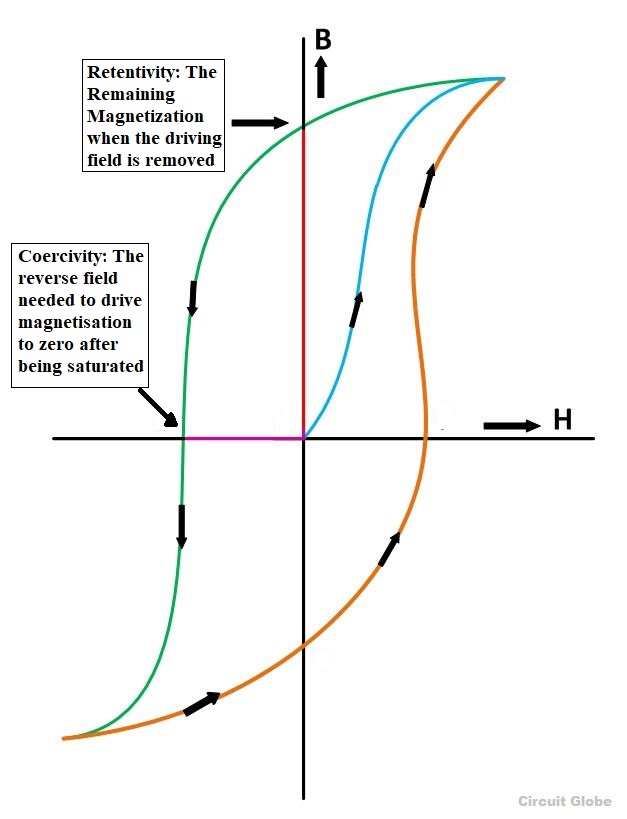 B
Retentivity: The
Remaining
Magnetization
when the driving
field is removed
Coercivity: The
reverse field
needed to drive
magnetisation
to zero after
being saturated
H
Circuit Globe